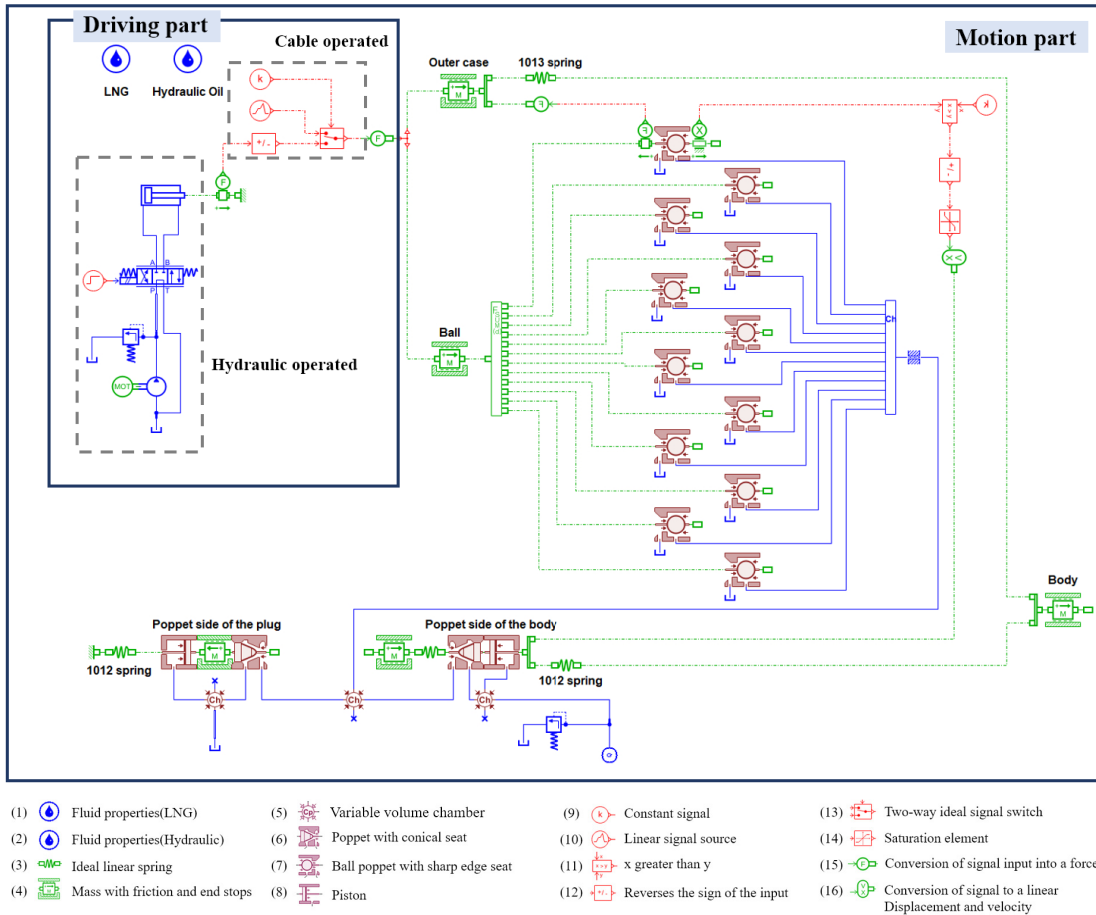 Driving part
Motion part
Cable operated
LNG
Hydraulic Oil
k
+/-
F
F
A B
P T
MOT
Hydraulic operated
Outer case
M
1013 spring
F
F
X
x > y
k
+/-
Ball
M
Ch
Body
M
Poppet side of the plug
M
1012 spring
Ch
Ch
Poppet side of the body
M
1012 spring
Ch
(1) Fluid properties(LNG)
(2) Fluid properties(Hydraulic)
(3) Ideal linear spring
(4) M Mass with friction and end stops
(5) Variable volume chamber
(6) Poppet with conical seat
(7) Ball poppet with sharp edge seat
(8) Piston
(9) k Constant signal
(10) Linear signal source
(11) x > y x greater than y
(12) +/- Reverses the sign of the input
(13) Two-way ideal signal switch
(14) Saturation element
(15) F Conversion of signal input into a force
(16) Conversion of signal to a linear
Displacement and velocity